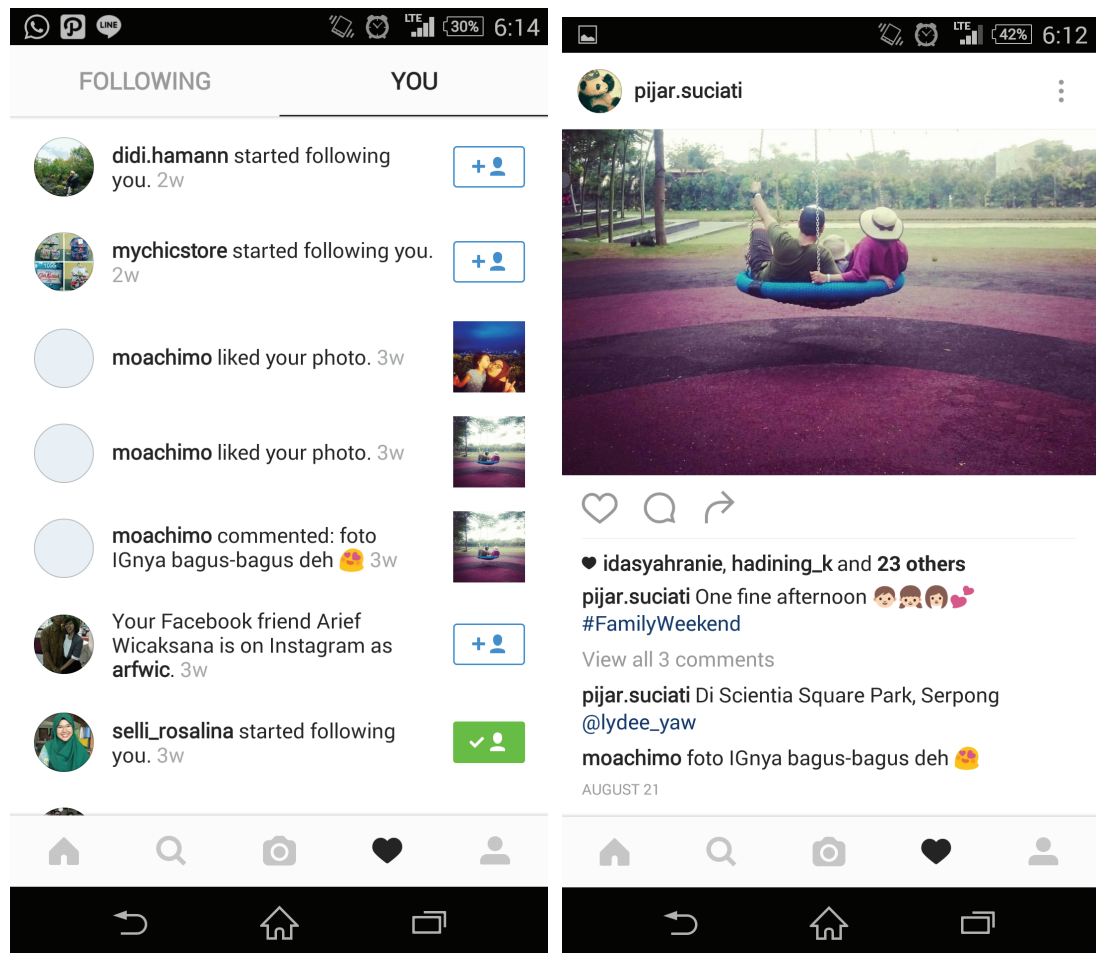 LINE
LTE
30%
6:14
FOLLOWING
YOU
didi.hamann started following
you. 2w
mychicstore started following you.
2w
moachimo liked your photo. 3w
moachimo liked your photo. 3w
moachimo commented: foto
IGnya bagus-bagus deh 😍 3w
Your Facebook friend Arief
Wicaksana is on Instagram as
arfwic. 3w
selli_rosalina started following
you. 3w
LTE
42%
6:12
pijar.suciati
idasyahranie, hadining_k and 23 others
pijar.suciati One fine afternoon 👦👧👩💕
#FamilyWeekend
View all 3 comments
pijar.suciati Di Scientia Square Park, Serpong
@lydee_yaw
moachimo foto IGnya bagus-bagus deh 😍
AUGUST 21